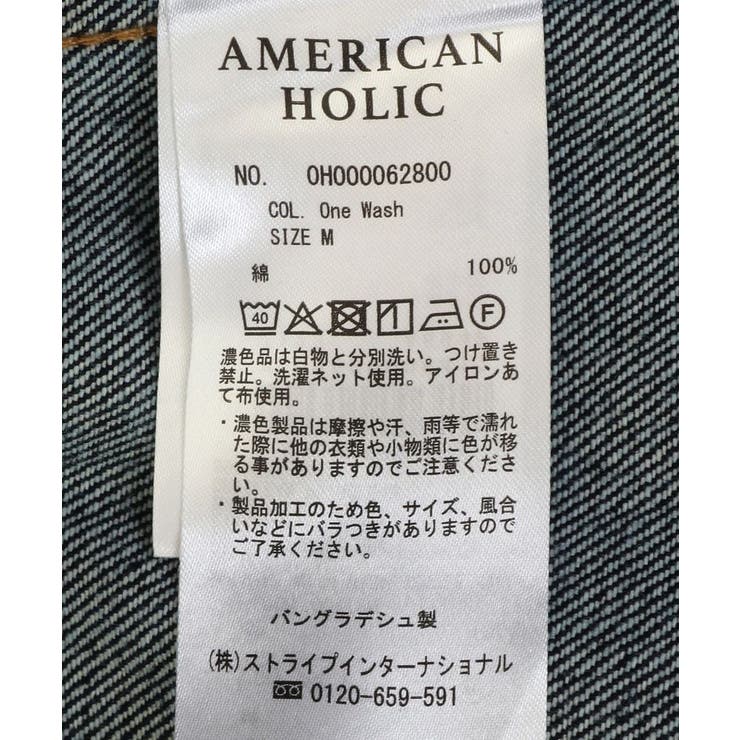 AMERICAN
HOLIC
NO. OH000062800
COL. One Wash
SIZE M
綿 100%
40 F
濃色品は白物と分別洗い。つけ置き
禁止。洗濯ネット使用。アイロンあ
て布使用。
・濃色製品は摩擦や汗、雨等で濡れ
た際に他の衣類や小物類に色が移
る事がありますのでご注意くださ
い。
・製品加工のため色、サイズ、風合
いなどにバラつきがありますので
ご了承ください。
バングラデシュ製
(株)ストライプインターナショナル
0120-659-591